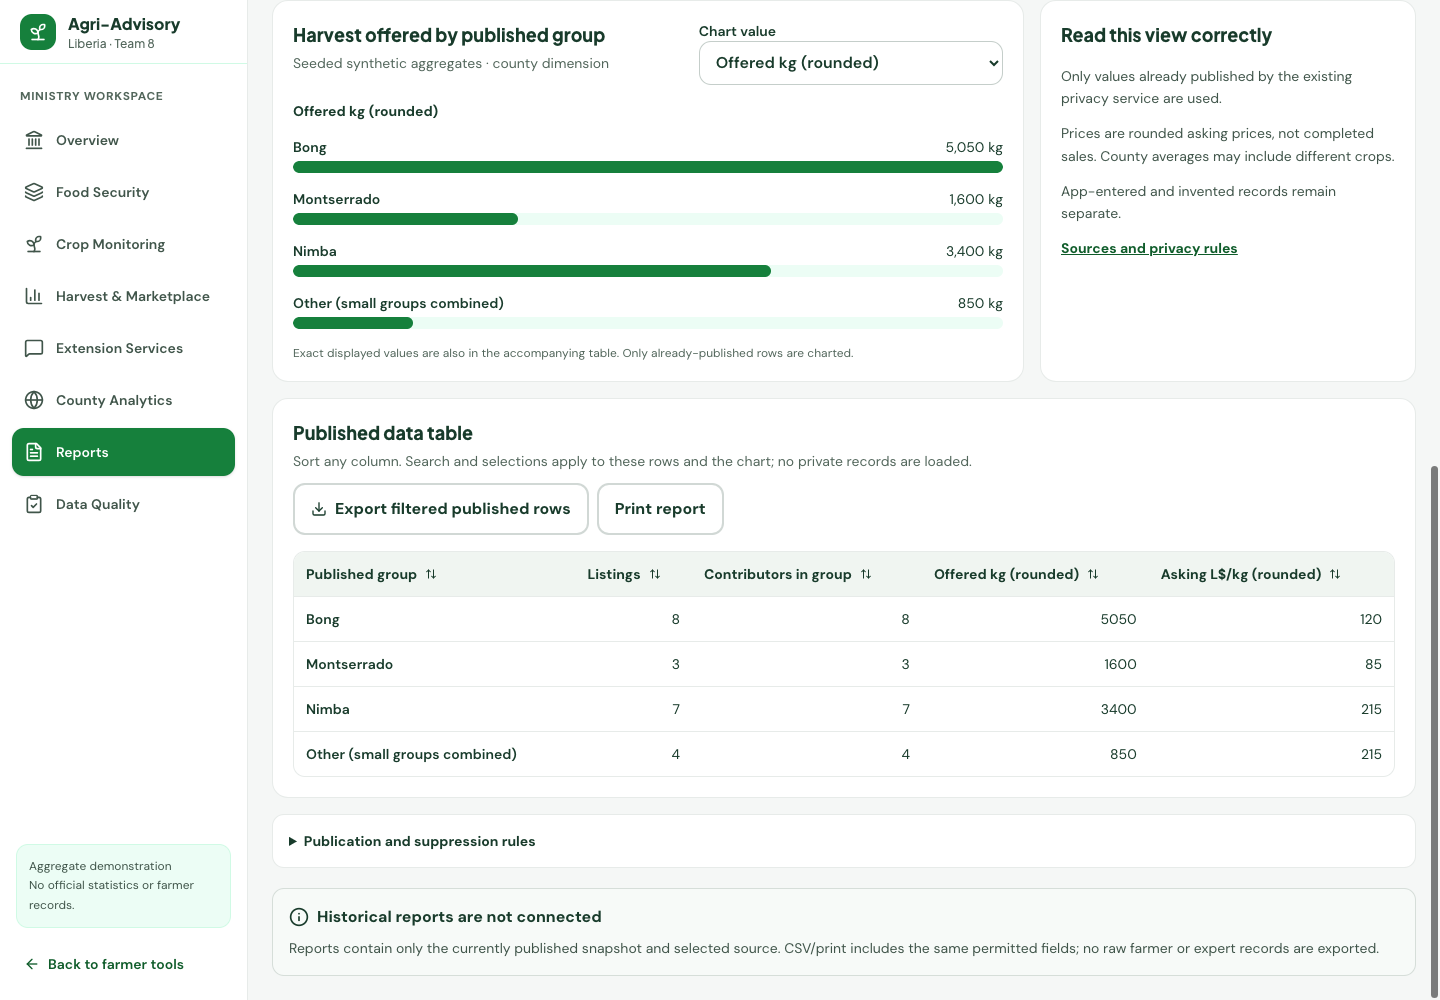 Agri-Advisory
Liberia · Team 8
MINISTRY WORKSPACE
Overview
Food Security
Crop Monitoring
Harvest & Marketplace
Extension Services
County Analytics
Reports
Data Quality
Aggregate demonstration
No official statistics or farmer
records.
Back to farmer tools
Harvest offered by published group
Seeded synthetic aggregates · county dimension
Chart value
Offered kg (rounded)
Offered kg (rounded)
Bong 5,050 kg
Montserrado 1,600 kg
Nimba 3,400 kg
Other (small groups combined) 850 kg
Exact displayed values are also in the accompanying table. Only already-published rows are charted.
Read this view correctly
Only values already published by the existing
privacy service are used.
Prices are rounded asking prices, not completed
sales. County averages may include different crops.
App-entered and invented records remain
separate.
Sources and privacy rules
Published data table
Sort any column. Search and selections apply to these rows and the chart; no private records are loaded.
Export filtered published rows Print report
Published group Listings Contributors in group Offered kg (rounded) Asking L$/kg (rounded)
Bong 8 8 5050 120
Montserrado 3 3 1600 85
Nimba 7 7 3400 215
Other (small groups combined) 4 4 850 215
Publication and suppression rules
Historical reports are not connected
Reports contain only the currently published snapshot and selected source. CSV/print includes the same permitted fields; no raw farmer or expert records are exported.